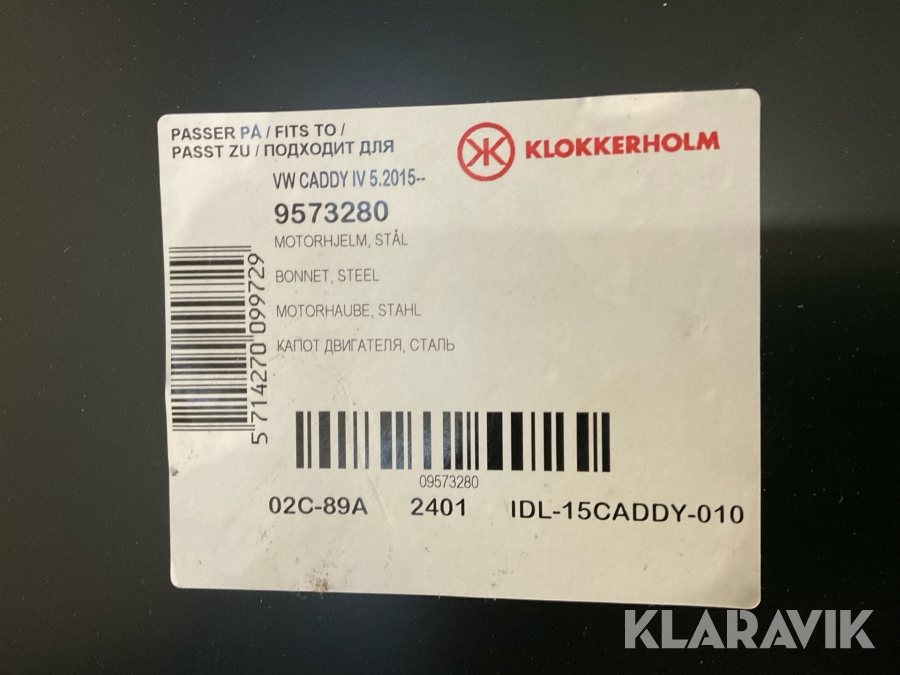 PASSER PÅ / FITS TO /
PASST ZU / ПОДХОДИТ ДЛЯ
KLOKKERHOLM
VW CADDY IV 5.2015--
9573280
MOTORHJELM, STÅL
BONNET, STEEL
MOTORHAUBE, STAHL
КАПОТ ДВИГАТЕЛЯ, СТАЛЬ
5 714270 099729
09573280
02C-89A 2401 IDL-15CADDY-010
KLARAVIK